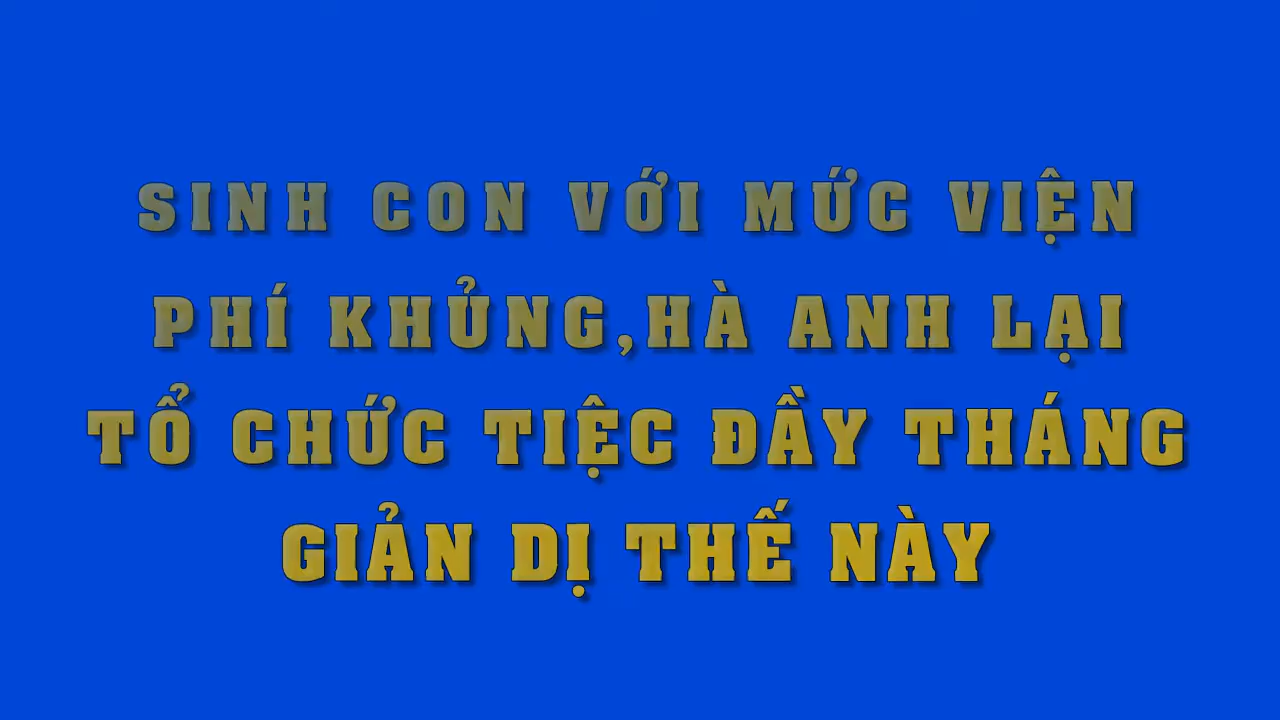 SINH CON VỚI MỨC VIỆN
PHÍ KHỦNG,HÀ ANH LẠI
TỔ CHỨC TIỆC ĐẦY THÁNG
GIẢN DỊ THẾ NÀY